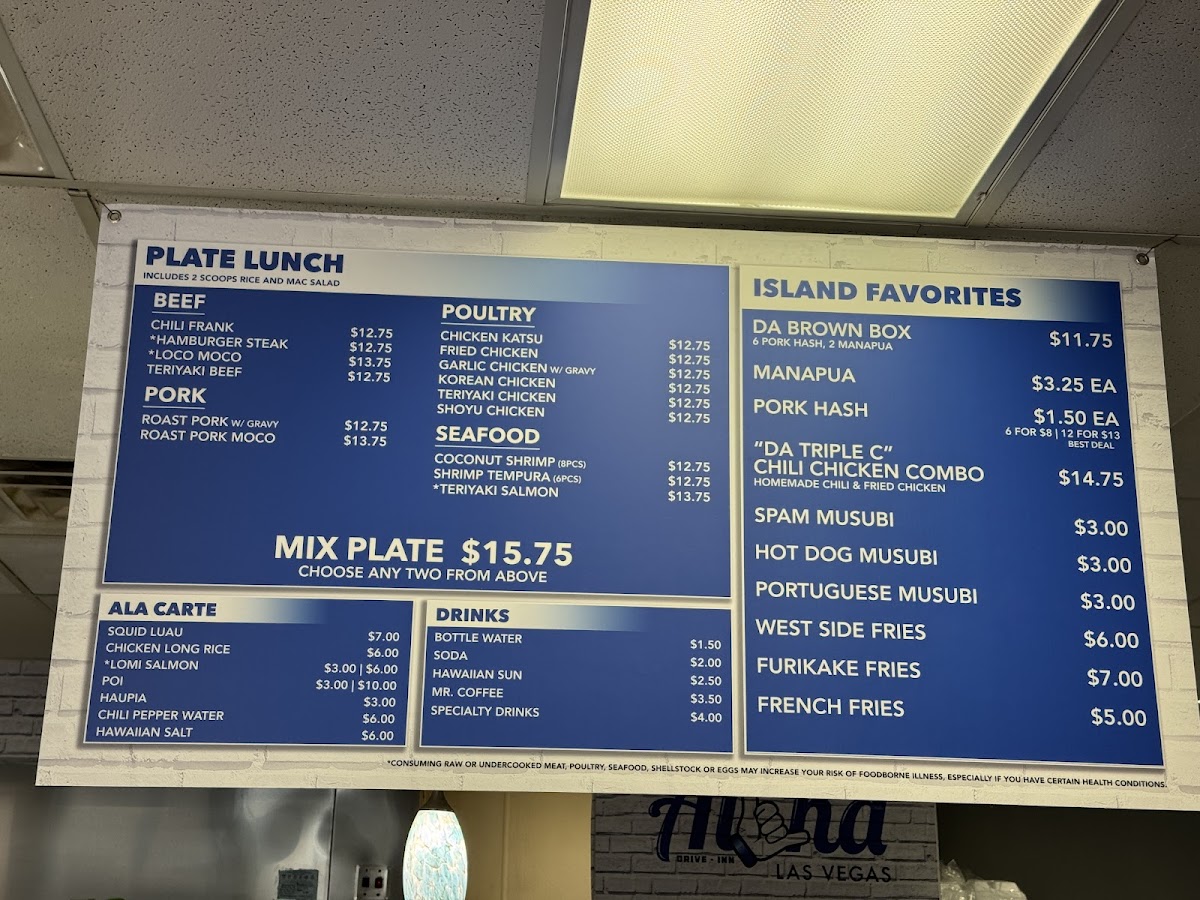 PLATE LUNCH
INCLUDES 2 SCOOPS RICE AND MAC SALAD
BEEF
CHILI FRANK $12.75
*HAMBURGER STEAK $12.75
*LOCO MOCO $13.75
TERIYAKI BEEF $12.75
PORK
ROAST PORK W/ GRAVY $12.75
ROAST PORK MOCO $13.75
POULTRY
CHICKEN KATSU $12.75
FRIED CHICKEN $12.75
GARLIC CHICKEN W/ GRAVY $12.75
KOREAN CHICKEN $12.75
TERIYAKI CHICKEN $12.75
SHOYU CHICKEN $12.75
SEAFOOD
COCONUT SHRIMP (8PCS) $12.75
SHRIMP TEMPURA (6PCS) $12.75
*TERIYAKI SALMON $13.75
MIX PLATE $15.75
CHOOSE ANY TWO FROM ABOVE
ALA CARTE
SQUID LUAU $7.00
CHICKEN LONG RICE $6.00
*LOMI SALMON $3.00 | $6.00
POI $3.00 | $10.00
HAUPIA $3.00
CHILI PEPPER WATER $6.00
HAWAIIAN SALT $6.00
DRINKS
BOTTLE WATER $1.50
SODA $2.00
HAWAIIAN SUN $2.50
MR. COFFEE $3.50
SPECIALTY DRINKS $4.00
ISLAND FAVORITES
DA BROWN BOX $11.75
6 PORK HASH, 2 MANAPUA
MANAPUA $3.25 EA
PORK HASH $1.50 EA
6 FOR $8 | 12 FOR $13
BEST DEAL
"DA TRIPLE C"
CHILI CHICKEN COMBO $14.75
HOMEMADE CHILI & FRIED CHICKEN
SPAM MUSUBI $3.00
HOT DOG MUSUBI $3.00
PORTUGUESE MUSUBI $3.00
WEST SIDE FRIES $6.00
FURIKAKE FRIES $7.00
FRENCH FRIES $5.00
*CONSUMING RAW OR UNDERCOOKED MEAT, POULTRY, SEAFOOD, SHELLSTOCK OR EGGS MAY INCREASE YOUR RISK OF FOODBORNE ILLNESS, ESPECIALLY IF YOU HAVE CERTAIN HEALTH CONDITIONS.
Aloha
DRIVE - INN
LAS VEGAS